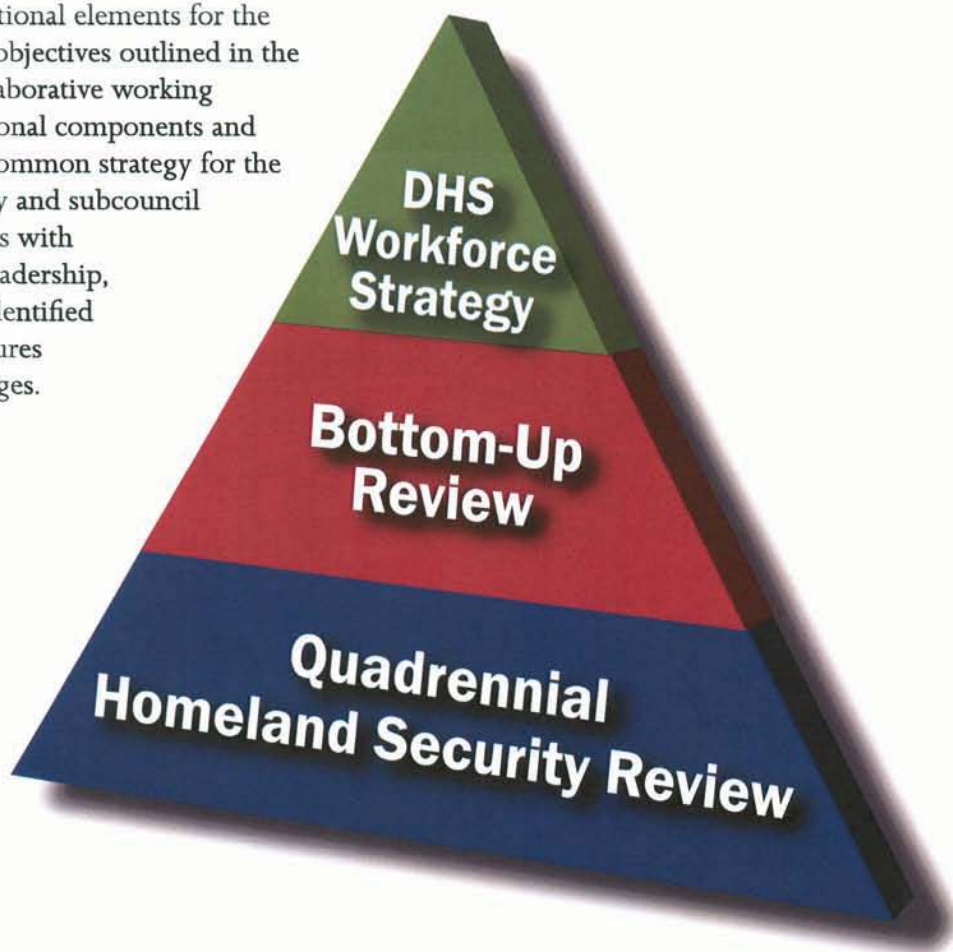 tional elements for the
objectives outlined in the
aborative working
onal components and
ommon strategy for the
y and subcouncil
s with
adership,
entified
ures
ges.
DHS
Workforce
Strategy
Bottom-Up
Review
Quadrennial
Homeland Security Review